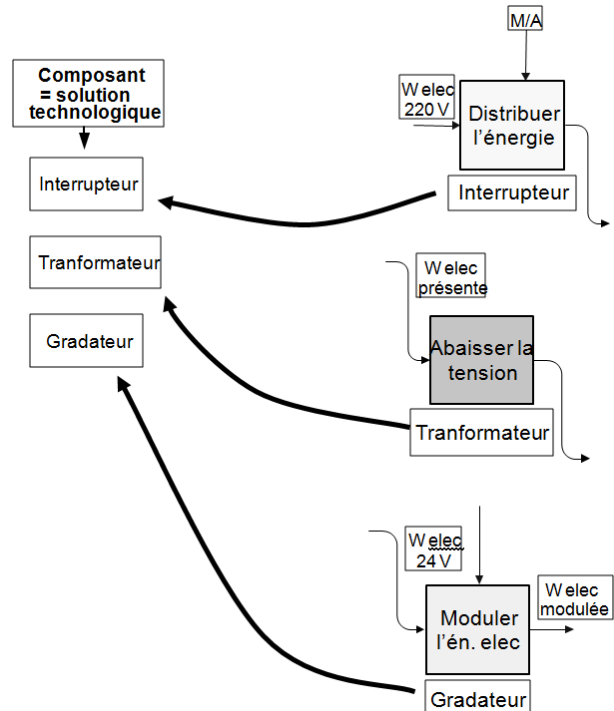 M/A
Composant
= solution
technologique
W elec
220 V
Distribuer
l'énergie
Interrupteur
Interrupteur
Tranformateur
W elec
présente
Gradateur
Abaisser la
tension
Tranformateur
W elec
24 V
W elec
modulée
Moduler
l'én. elec
Gradateur